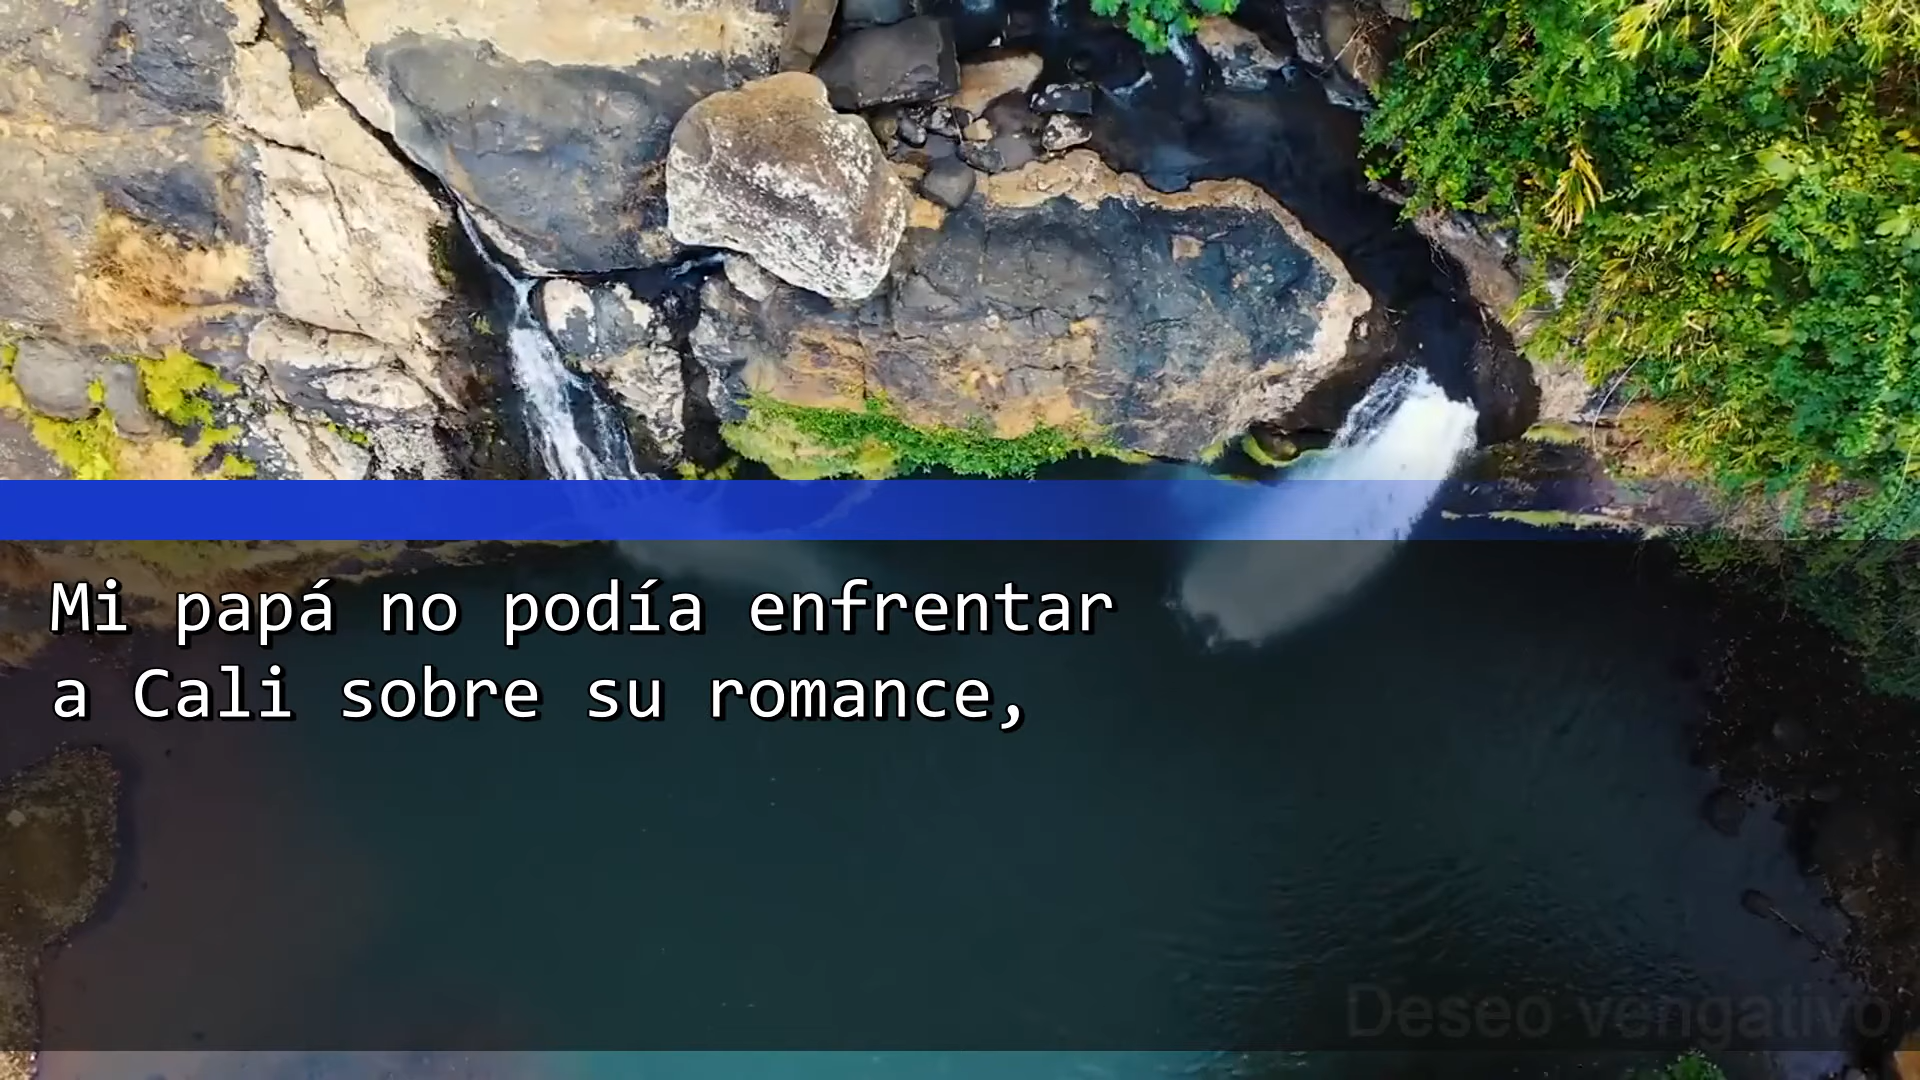 Mi papá no podía enfrentar
a Cali sobre su romance,
Deseo vengativo